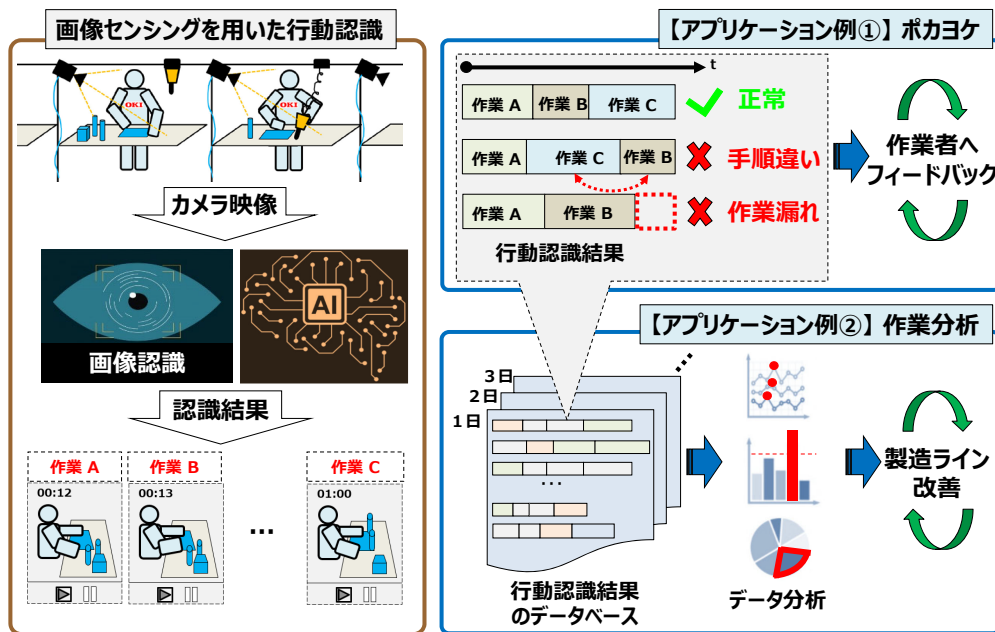 画像センシングを用いた行動認識
OKI
OKI
カメラ映像
画像認識
AI
認識結果
作業 A
作業 B
作業 C
00:12
00:13
...
01:00
【アプリケーション例①】 ポカヨケ
t
作業 A
作業 B
作業 C
正常
作業 A
作業 C
作業 B
手順違い
作業 A
作業 B
作業漏れ
行動認識結果
作業者へ
フィードバック
【アプリケーション例②】 作業分析
3日
2日
1日
...
行動認識結果
のデータベース
データ分析
製造ライン
改善